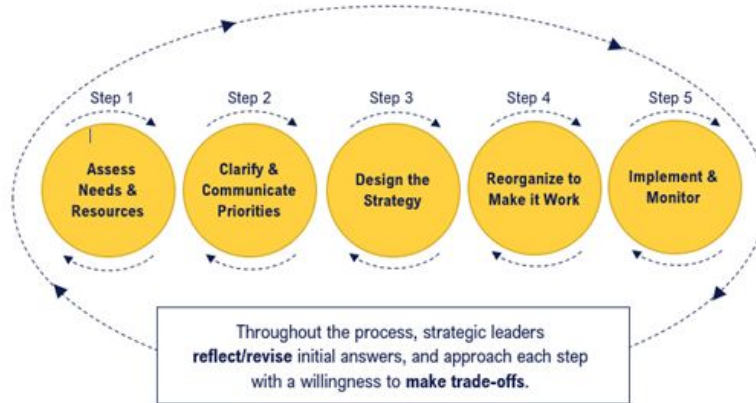 Step 1
Step 2
Step 3
Step 4
Step 5
Assess
Needs &
Resources
Clarify &
Communicate
Priorities
Design the
Strategy
Reorganize to
Make it Work
Implement &
Monitor
Throughout the process, strategic leaders
reflect/revise initial answers, and approach each step
with a willingness to make trade-offs.